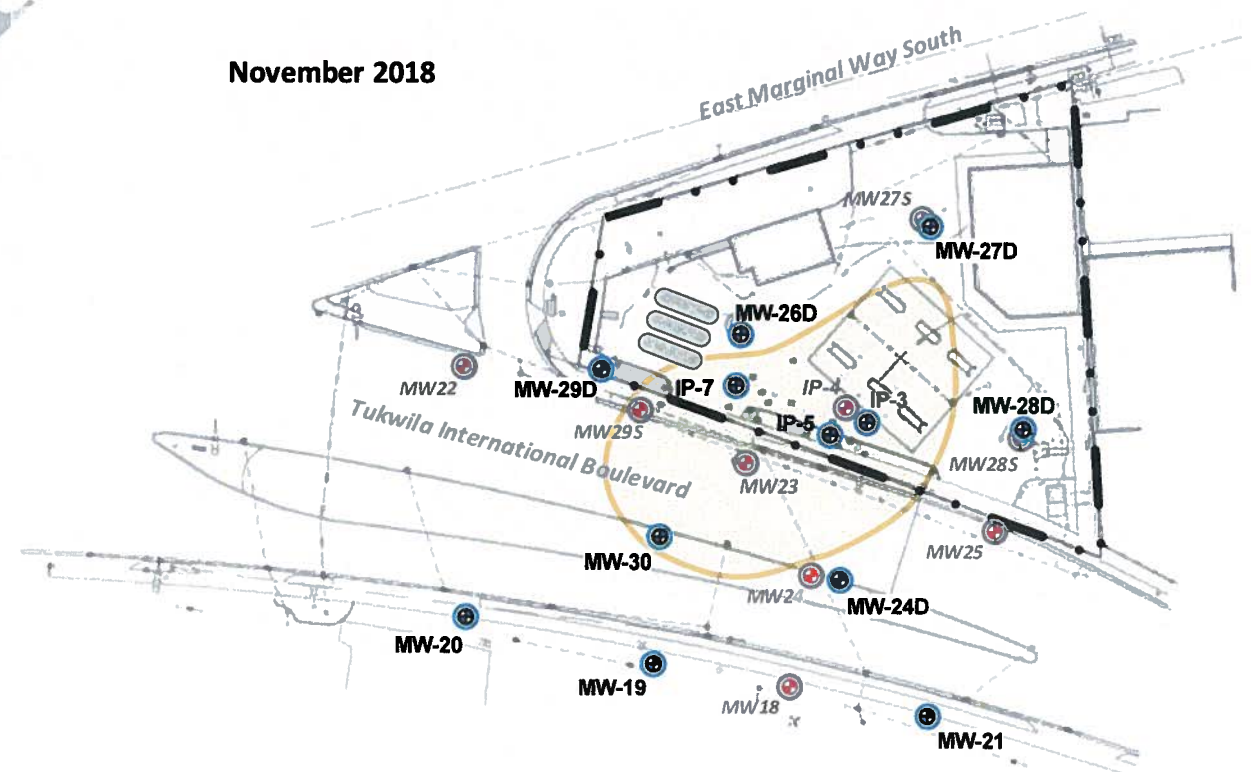 East Marginal Way South
November 2018
MW27S
MW-27D
MW-26D
MW22
MW-29D
IP-7
IP-4
IP-3
MW-28D
Tukwila International Boulevard
MW29S
IP-5
MW28S
MW23
MW25
MW-30
MW24
MW-24D
MW-20
MW-19
MW18
MW-21